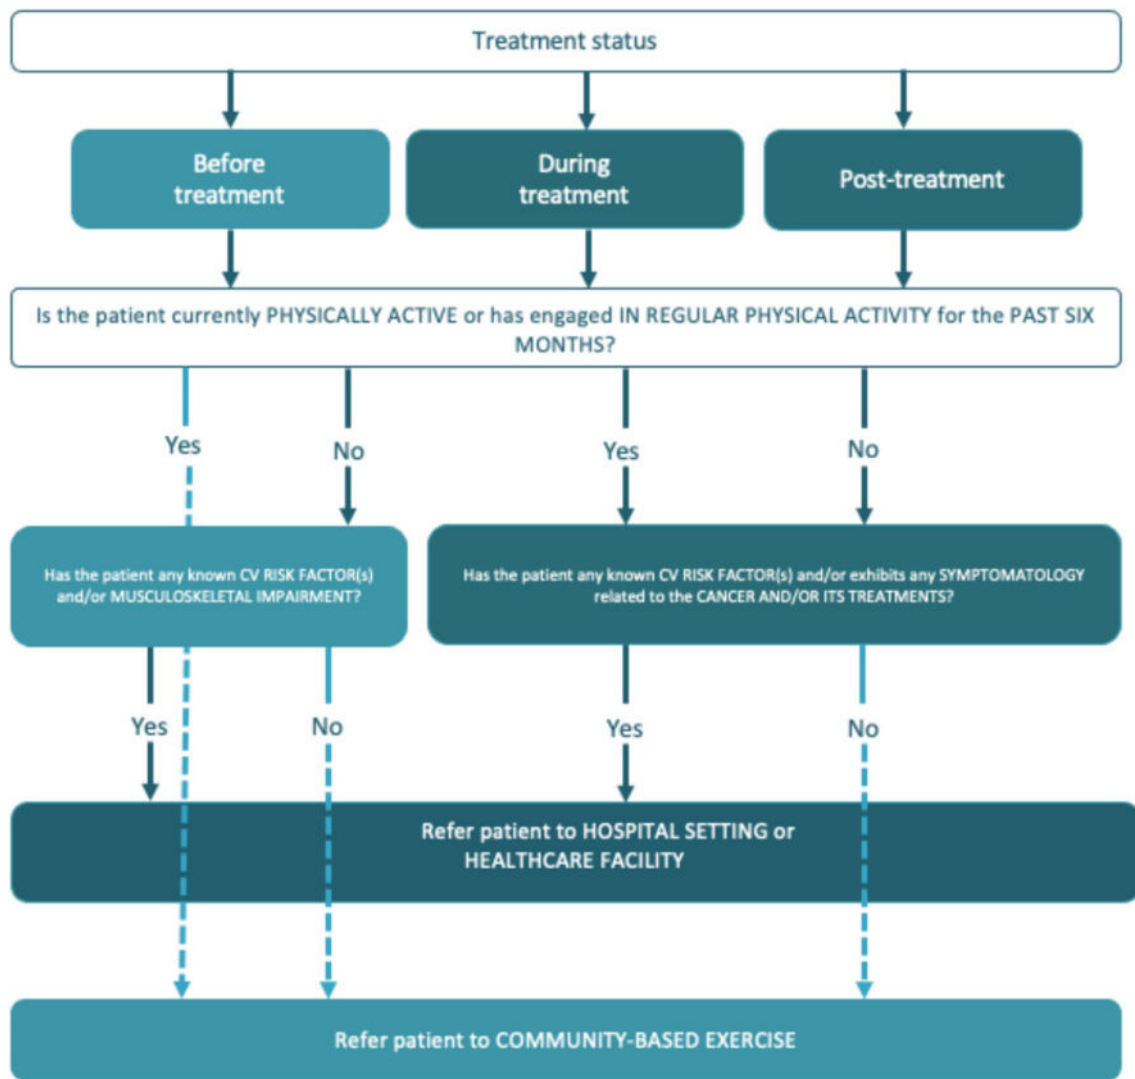 Treatment status
Before
treatment
During
treatment
Post-treatment
Is the patient currently PHYSICALLY ACTIVE or has engaged IN REGULAR PHYSICAL ACTIVITY for the PAST SIX
MONTHS?
Yes
No
Yes
No
Has the patient any known CV RISK FACTOR(s)
and/or MUSCULOSKELETAL IMPAIRMENT?
Has the patient any known CV RISK FACTOR(s) and/or exhibits any SYMPTOMATOLOGY
related to the CANCER AND/OR ITS TREATMENTS?
Yes
No
Yes
No
Refer patient to HOSPITAL SETTING or
HEALTHCARE FACILITY
Refer patient to COMMUNITY-BASED EXERCISE